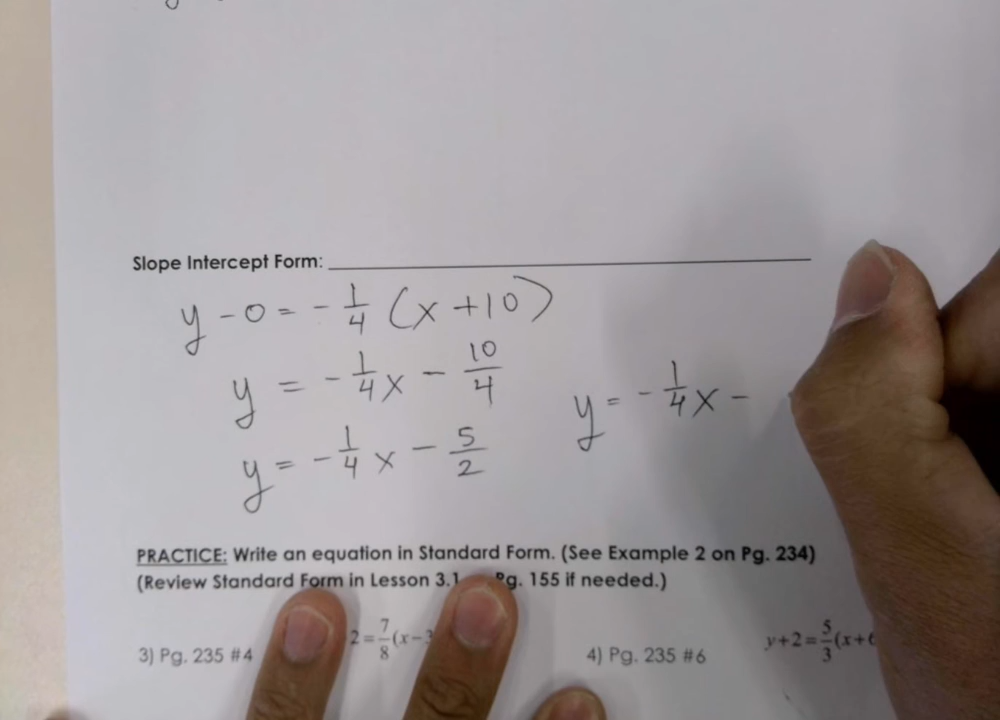 Slope Intercept Form:
y - 0 = - 1/4 (x + 10)
y = - 1/4 x - 10/4
y = - 1/4 x -
y = - 1/4 x - 5/2
PRACTICE: Write an equation in Standard Form. (See Example 2 on Pg. 234)
(Review Standard Form in Lesson 3.1 Pg. 155 if needed.)
3) Pg. 235 #4 2 = 7/8 (x - 3 4) Pg. 235 #6 y + 2 = 5/3 (x + 6